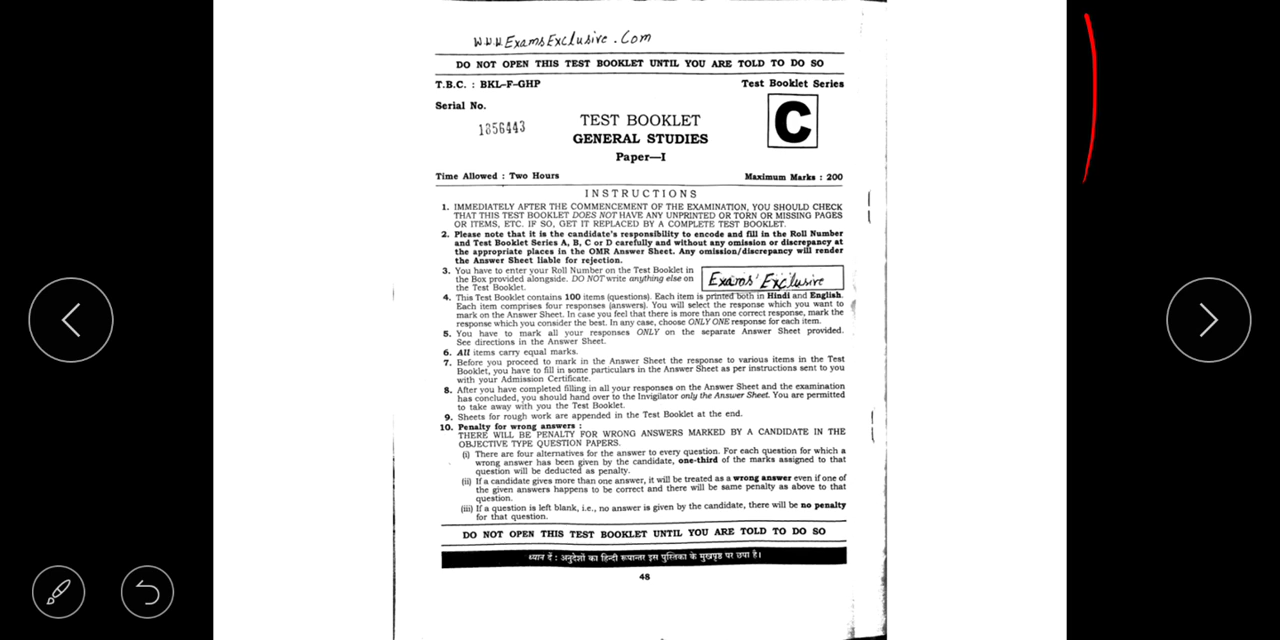 www.ExamsExclusive.Com
DO NOT OPEN THIS TEST BOOKLET UNTIL YOU ARE TOLD TO DO SO
T.B.C. : BKL-F-GHP
Test Booklet Series
Serial No.
1356443
TEST BOOKLET
C
GENERAL STUDIES
Paper—I
Time Allowed : Two Hours
Maximum Marks : 200
INSTRUCTIONS
1. IMMEDIATELY AFTER THE COMMENCEMENT OF THE EXAMINATION, YOU SHOULD CHECK
THAT THIS TEST BOOKLET DOES NOT HAVE ANY UNPRINTED OR TORN OR MISSING PAGES
OR ITEMS, ETC. IF SO, GET IT REPLACED BY A COMPLETE TEST BOOKLET.
2. Please note that it is the candidate's responsibility to encode and fill in the Roll Number
and Test Booklet Series A, B, C or D carefully and without any omission or discrepancy at
the appropriate places in the OMR Answer Sheet. Any omission/discrepancy will render
the Answer Sheet liable for rejection.
3. You have to enter your Roll Number on the Test Booklet in
the Box provided alongside. DO NOT write anything else on
the Test Booklet.
Exams' Exclusive
4. This Test Booklet contains 100 items (questions). Each item is printed both in Hindi and English.
Each item comprises four responses (answers). You will select the response which you want to
mark on the Answer Sheet. In case you feel that there is more than one correct response, mark the
response which you consider the best. In any case, choose ONLY ONE response for each item.
5. You have to mark all your responses ONLY on the separate Answer Sheet provided.
See directions in the Answer Sheet.
6. All items carry equal marks.
7. Before you proceed to mark in the Answer Sheet the response to various items in the Test
Booklet, you have to fill in some particulars in the Answer Sheet as per instructions sent to you
with your Admission Certificate.
8. After you have completed filling in all your responses on the Answer Sheet and the examination
has concluded, you should hand over to the Invigilator only the Answer Sheet. You are permitted
to take away with you the Test Booklet.
9. Sheets for rough work are appended in the Test Booklet at the end.
10. Penalty for wrong answers :
THERE WILL BE PENALTY FOR WRONG ANSWERS MARKED BY A CANDIDATE IN THE
OBJECTIVE TYPE QUESTION PAPERS.
(i) There are four alternatives for the answer to every question. For each question for which a
wrong answer has been given by the candidate, one-third of the marks assigned to that
question will be deducted as penalty.
(ii) If a candidate gives more than one answer, it will be treated as a wrong answer even if one of
the given answers happens to be correct and there will be same penalty as above to that
question.
(iii) If a question is left blank, i.e., no answer is given by the candidate, there will be no penalty
for that question.
DO NOT OPEN THIS TEST BOOKLET UNTIL YOU ARE TOLD TO DO SO
ध्यान दें : अनुदेशों का हिन्दी रूपान्तर इस पुस्तिका के मुखपृष्ठ पर छपा है।
48